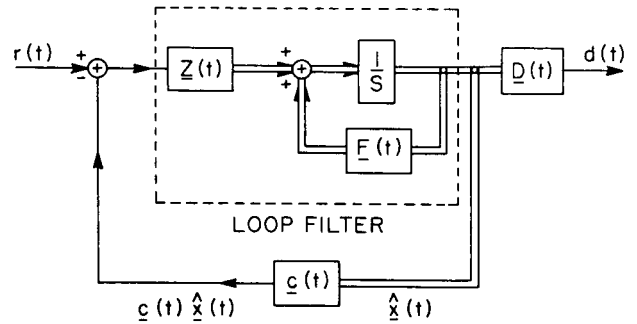 r(t)
+
-
+
Z(t)
+
+
+
1/S
D(t)
d(t)
F(t)
LOOP FILTER
c(t)
c(t) x̂(t)
x̂(t)